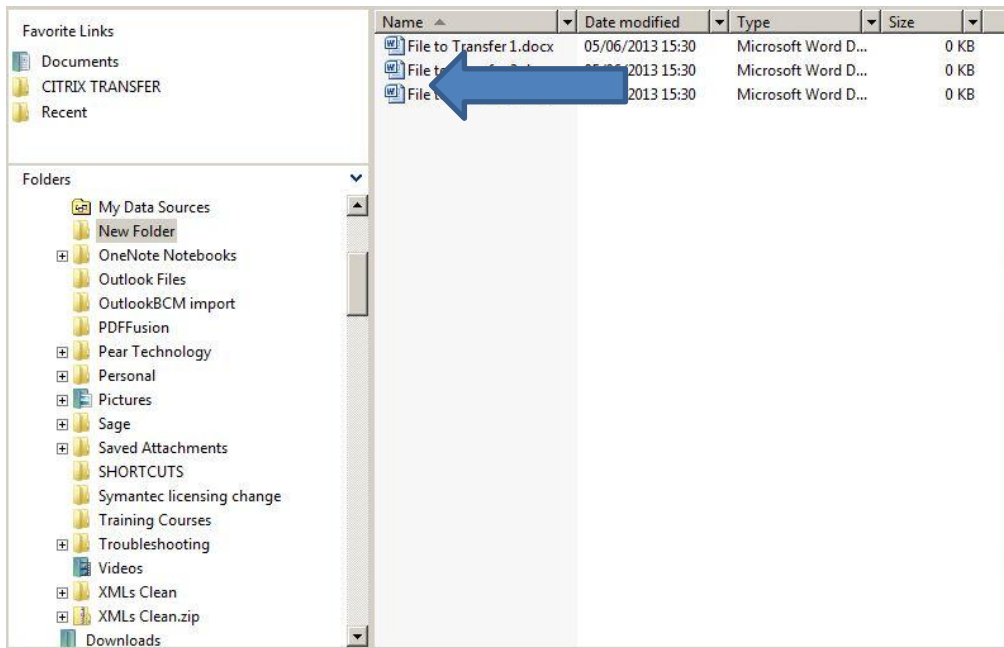 Favorite Links
Documents
CITRIX TRANSFER
Recent
Folders
My Data Sources
New Folder
OneNote Notebooks
Outlook Files
OutlookBCM import
PDFFusion
Pear Technology
Personal
Pictures
Sage
Saved Attachments
SHORTCUTS
Symantec licensing change
Training Courses
Troubleshooting
Videos
XMLs Clean
XMLs Clean.zip
Downloads
Name Date modified Type Size
File to Transfer 1.docx 05/06/2013 15:30 Microsoft Word D... 0 KB
File 15:30 Microsoft Word D... 0 KB
File 2013 15:30 Microsoft Word D... 0 KB